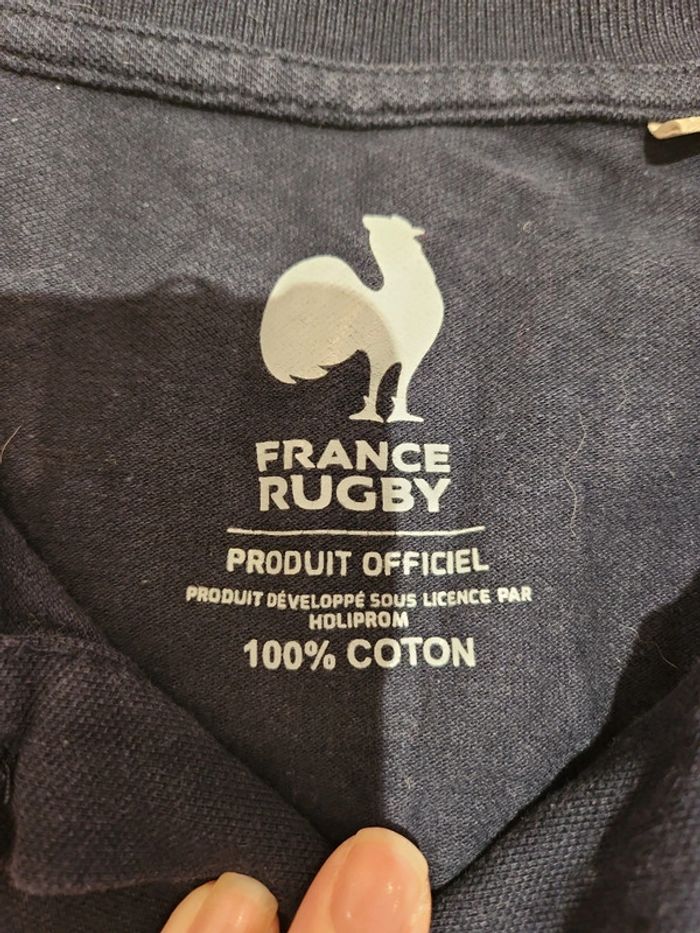 FRANCE
RUGBY
PRODUIT OFFICIEL
PRODUIT DÉVELOPPÉ SOUS LICENCE PAR
HOLIPROM
100% COTON